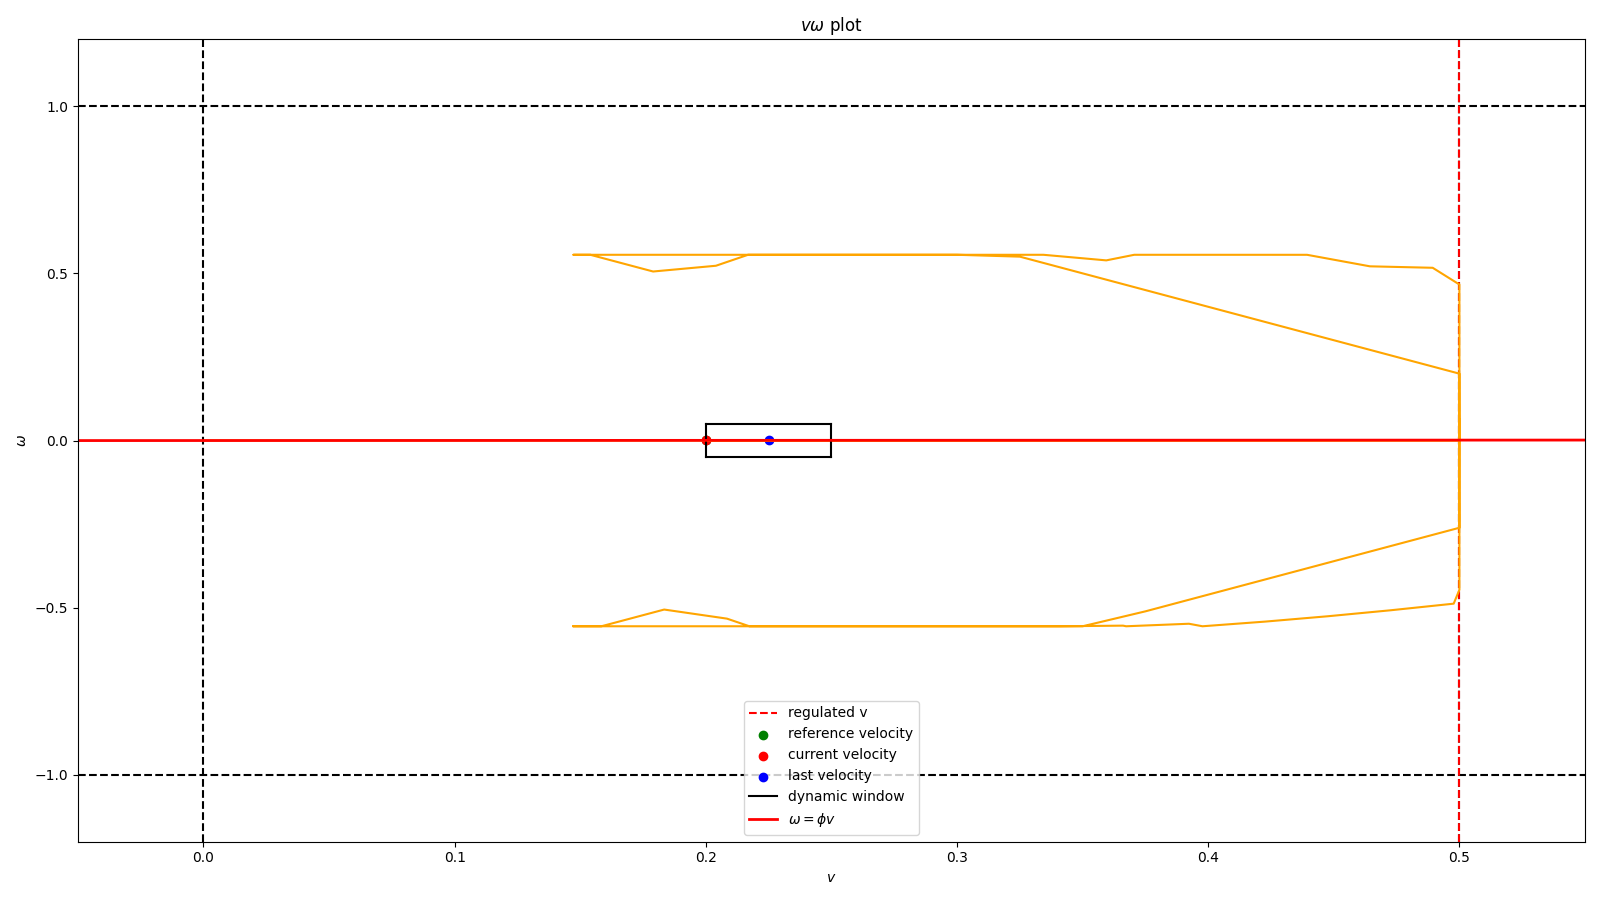 vω plot
1.0
0.5
0.0
−0.5
−1.0
ω
regulated v
reference velocity
current velocity
last velocity
dynamic window
ω = ϕv
0.0 0.1 0.2 0.3 0.4 0.5
v